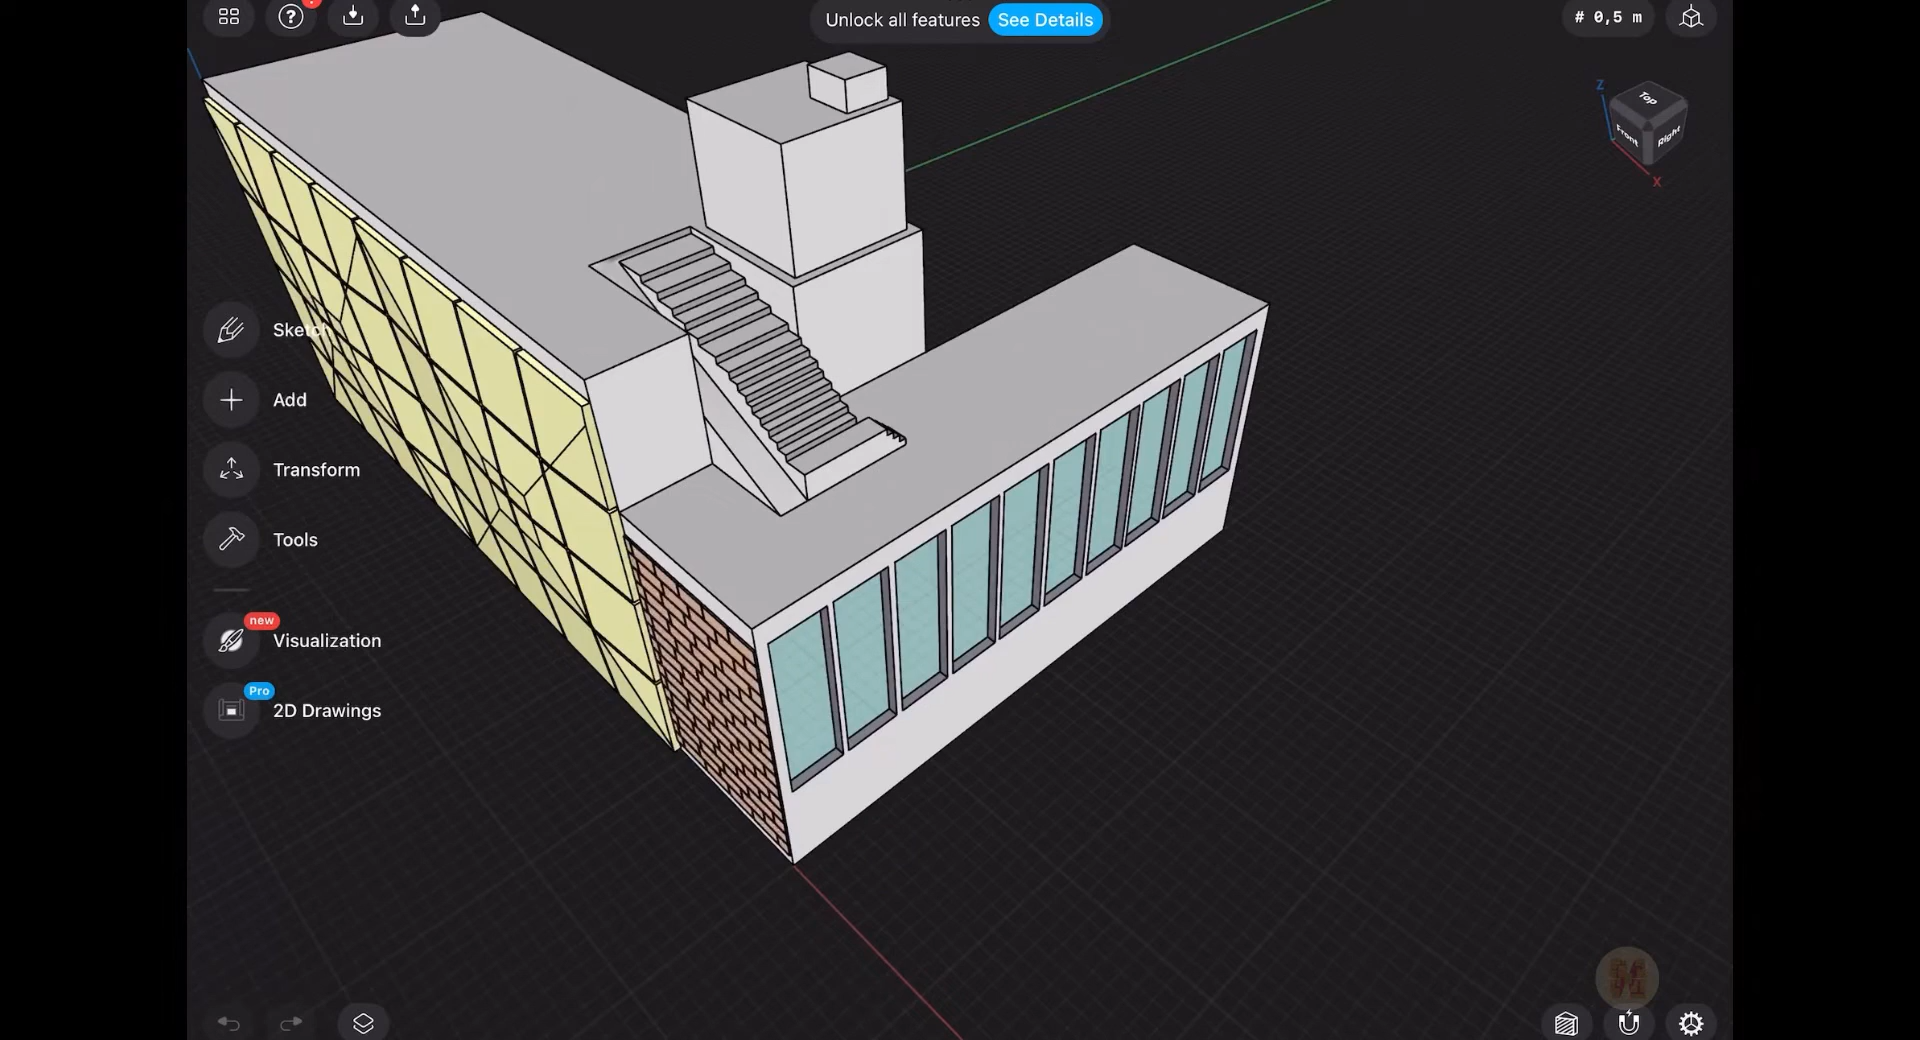 Unlock all features See Details
# 0,5 m
Z
Top
Front
Right
X
Sketch
Add
Transform
Tools
new
Visualization
Pro
2D Drawings